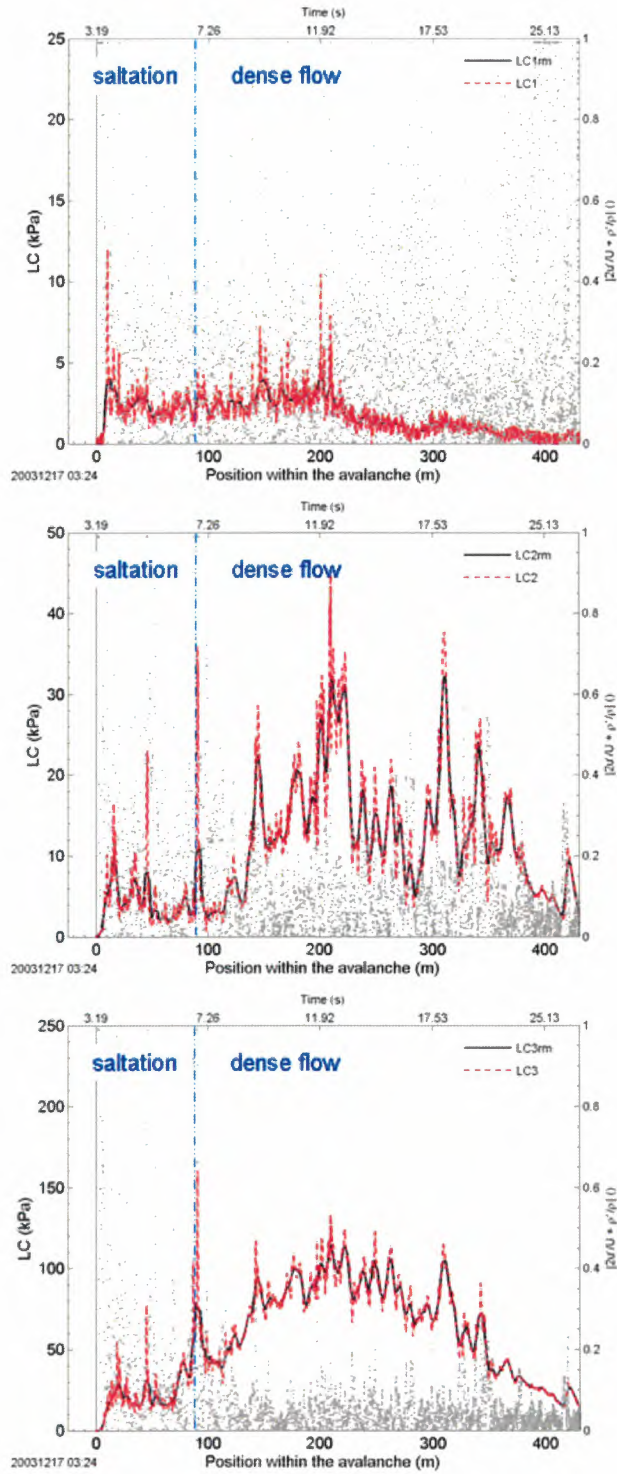 Time (s)
3.19 7.26 11.92 17.53 25.13
25 1
saltation dense flow
LC1rm
LC1
20 0.8
15 0.6
LC (kPa)
10 0.4
5 0.2
0 0
0 100 200 300 400
20031217 03:24 Position within the avalanche (m)
Time (s)
3.19 7.26 11.92 17.53 25.13
50 1
saltation dense flow
LC2rm
LC2
40 0.8
30 0.6
LC (kPa)
20 0.4
10 0.2
0 0
0 100 200 300 400
20031217 03:24 Position within the avalanche (m)
Time (s)
3.19 7.26 11.92 17.53 25.13
250 1
saltation dense flow
LC3rm
LC3
200 0.8
150 0.6
LC (kPa)
100 0.4
50 0.2
0 0
0 100 200 300 400
20031217 03:24 Position within the avalanche (m)